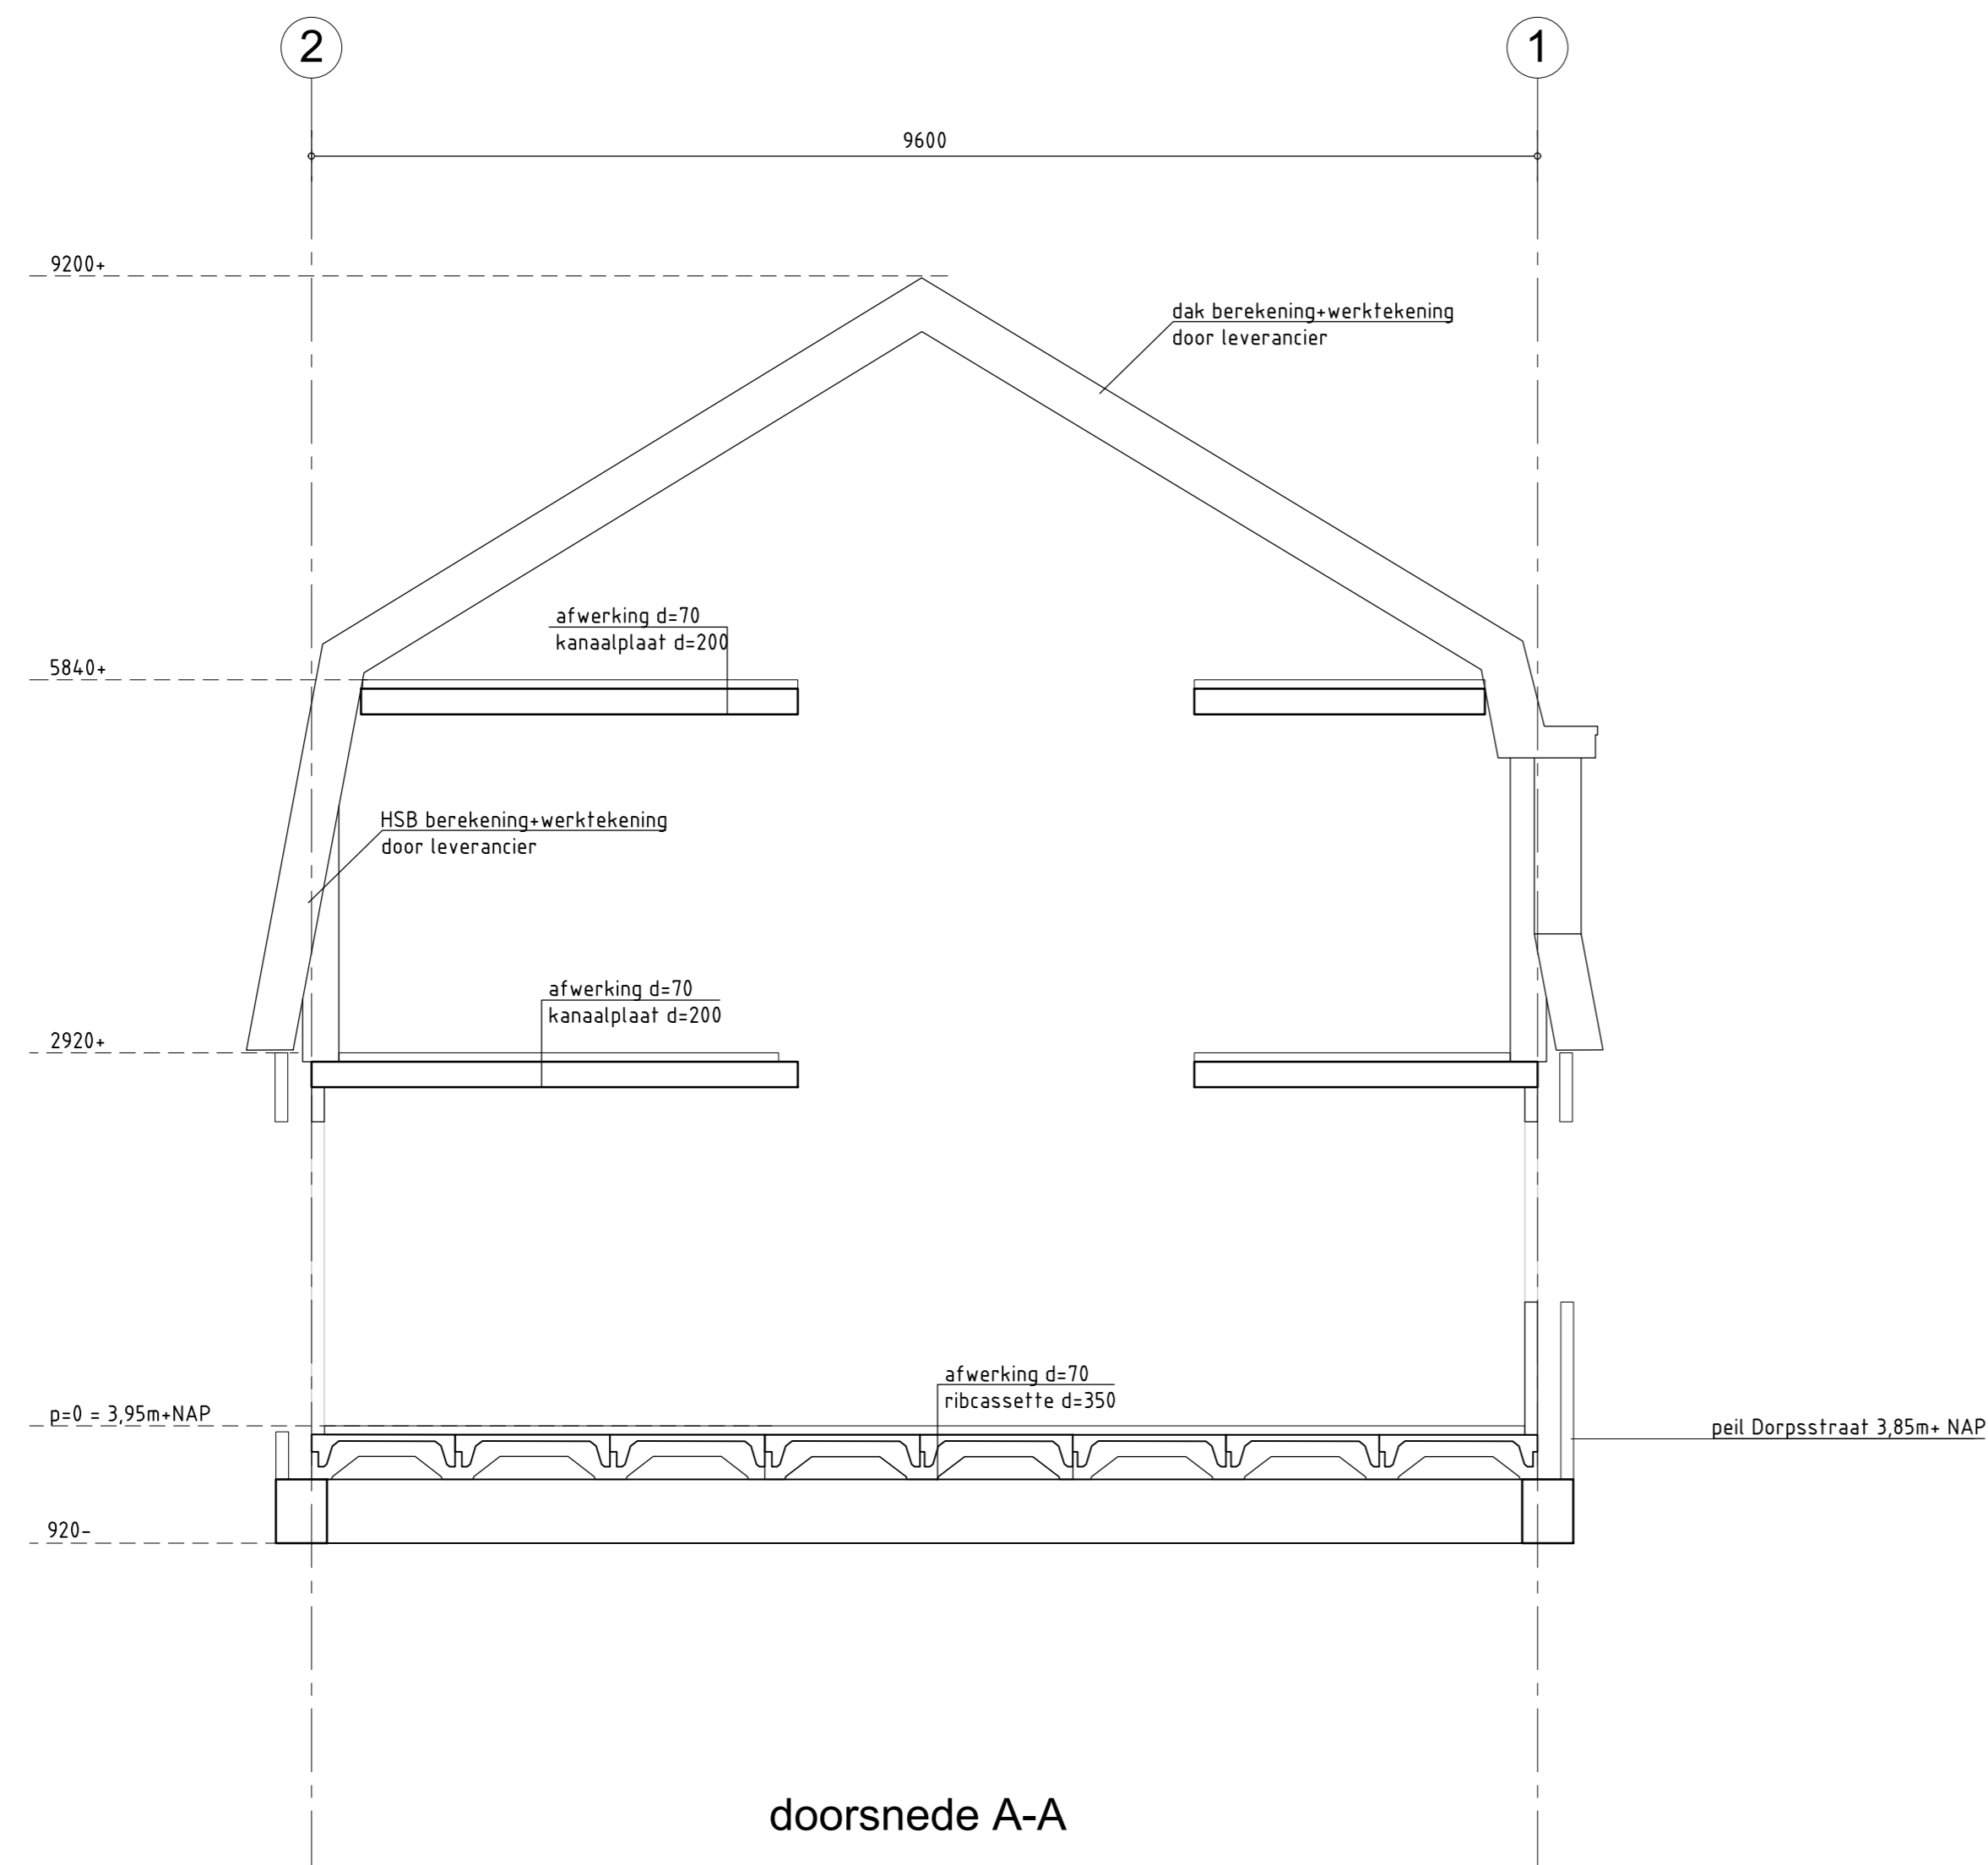 2
1
9600
9200+
dak berekening+werktekening
door leverancier
afwerking d=70
kanaalplaat d=200
5840+
HSB berekening+werktekening
door leverancier
afwerking d=70
kanaalplaat d=200
2920+
afwerking d=70
ribcassette d=350
p=0 = 3,95m+NAP
peil Dorpsstraat 3,85m+ NAP
920-
doorsnede A-A